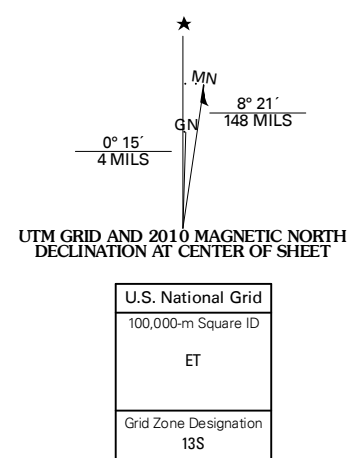 ★
MN
8° 21´
148 MILS
GN
0° 15´
4 MILS
UTM GRID AND 2010 MAGNETIC NORTH
DECLINATION AT CENTER OF SHEET
U.S. National Grid
100,000-m Square ID
ET
Grid Zone Designation
13S